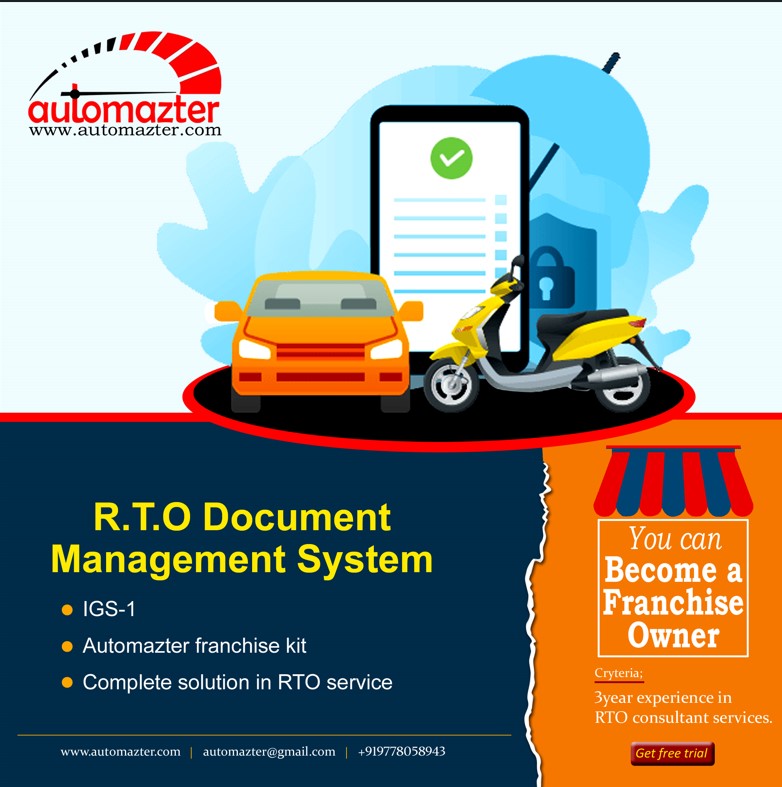 automazter
www.automazter.com
R.T.O Document
Management System
IGS-1
Automazter franchise kit
Complete solution in RTO service
www.automazter.com | automazter@gmail.com | +919778058943
You can
Become a
Franchise
Owner
Cryteria;
3year experience in
RTO consultant services.
Get free trial